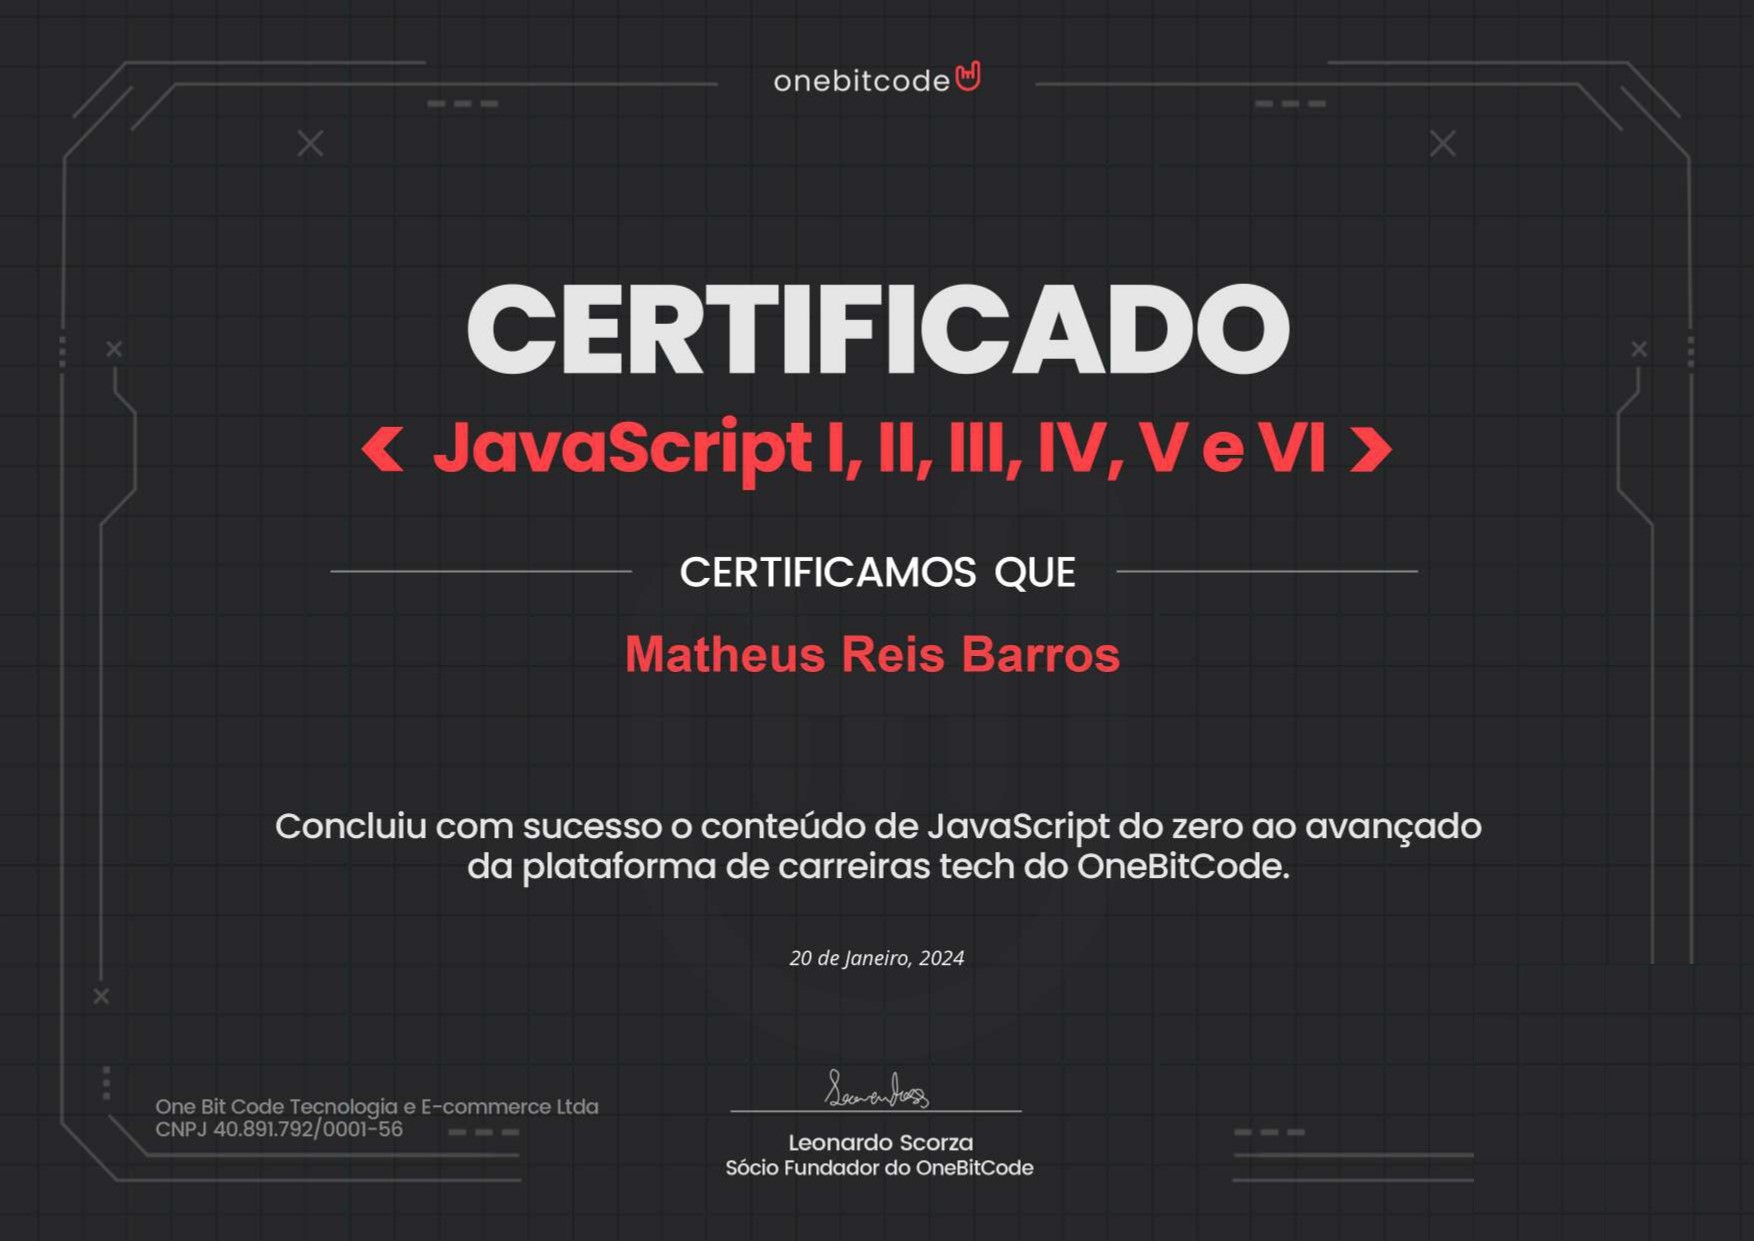 onebitcode
CERTIFICADO
< JavaScript I, II, III, IV, V e VI >
CERTIFICAMOS QUE
Matheus Reis Barros
Concluiu com sucesso o conteúdo de JavaScript do zero ao avançado
da plataforma de carreiras tech do OneBitCode.
20 de Janeiro, 2024
One Bit Code Tecnologia e E-commerce Ltda
CNPJ 40.891.792/0001-56
Leonardo Scorza
Sócio Fundador do OneBitCode